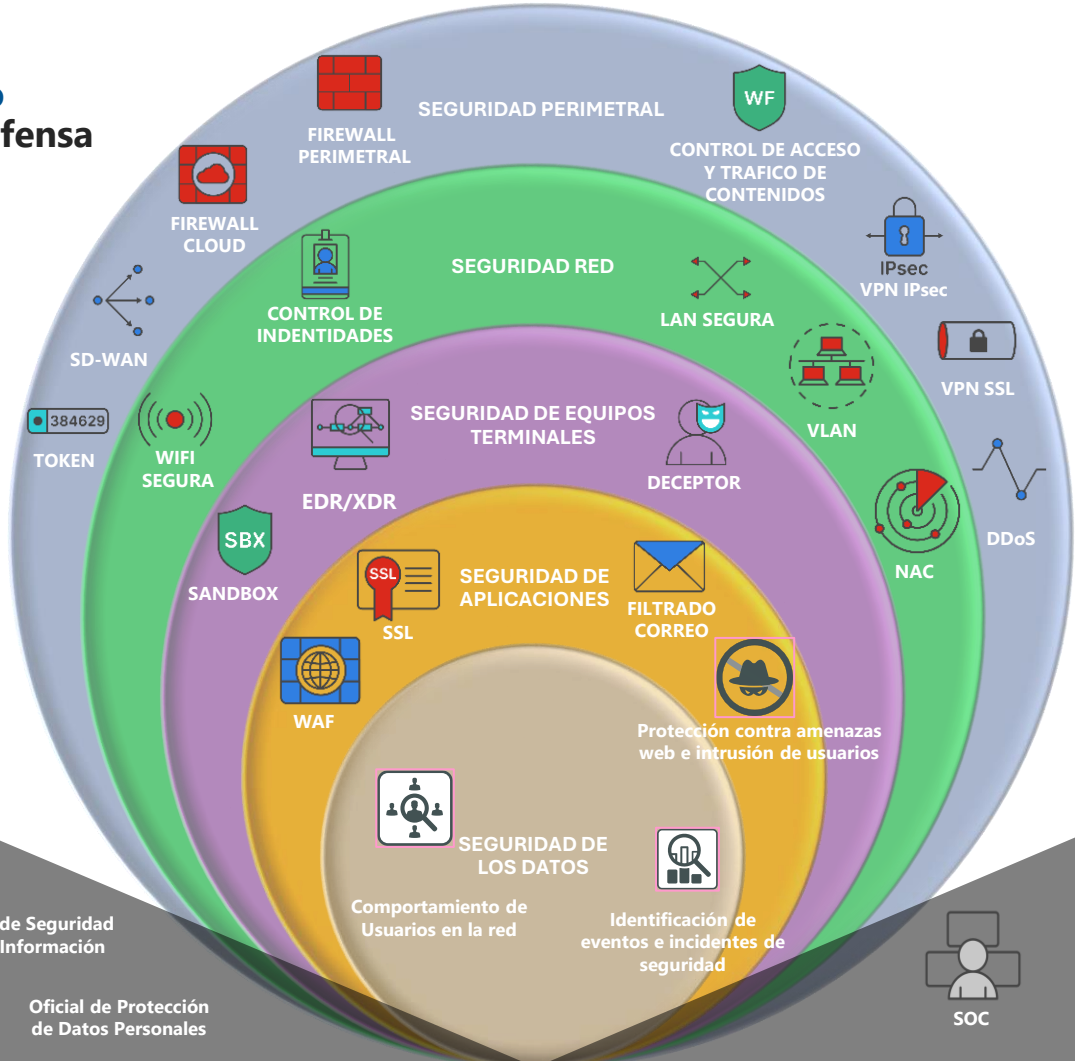 fensa
SEGURIDAD PERIMETRAL
FIREWALL
PERIMETRAL
WF
CONTROL DE ACCESO
Y TRAFICO DE
CONTENIDOS
FIREWALL
CLOUD
IPsec
VPN IPsec
SD-WAN
VPN SSL
384629
TOKEN
DDoS
SEGURIDAD RED
CONTROL DE
INDENTIDADES
LAN SEGURA
VLAN
WIFI
SEGURA
NAC
SEGURIDAD DE EQUIPOS
TERMINALES
EDR/XDR
DECEPTOR
SBX
SANDBOX
SEGURIDAD DE
APLICACIONES
SSL
SSL
FILTRADO
CORREO
WAF
Protección contra amenazas
web e intrusión de usuarios
SEGURIDAD DE
LOS DATOS
Comportamiento de
Usuarios en la red
Identificación de
eventos e incidentes de
seguridad
de Seguridad
Información
Oficial de Protección
de Datos Personales
SOC